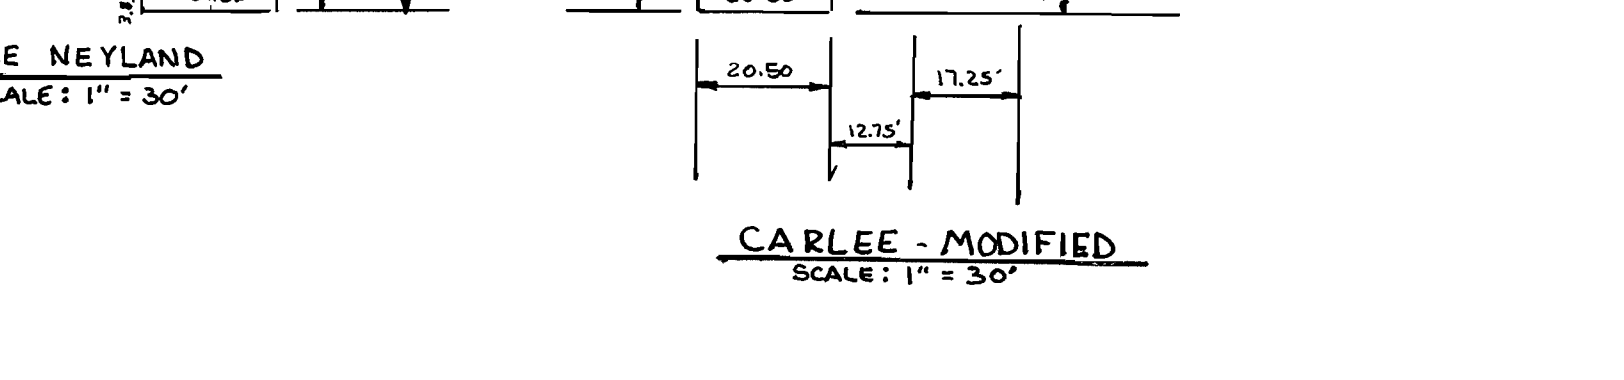 E NEYLAND
ALE: 1" = 30'
20.50
17.25'
12.75'
CARLEE - MODIFIED
SCALE: 1" = 30'